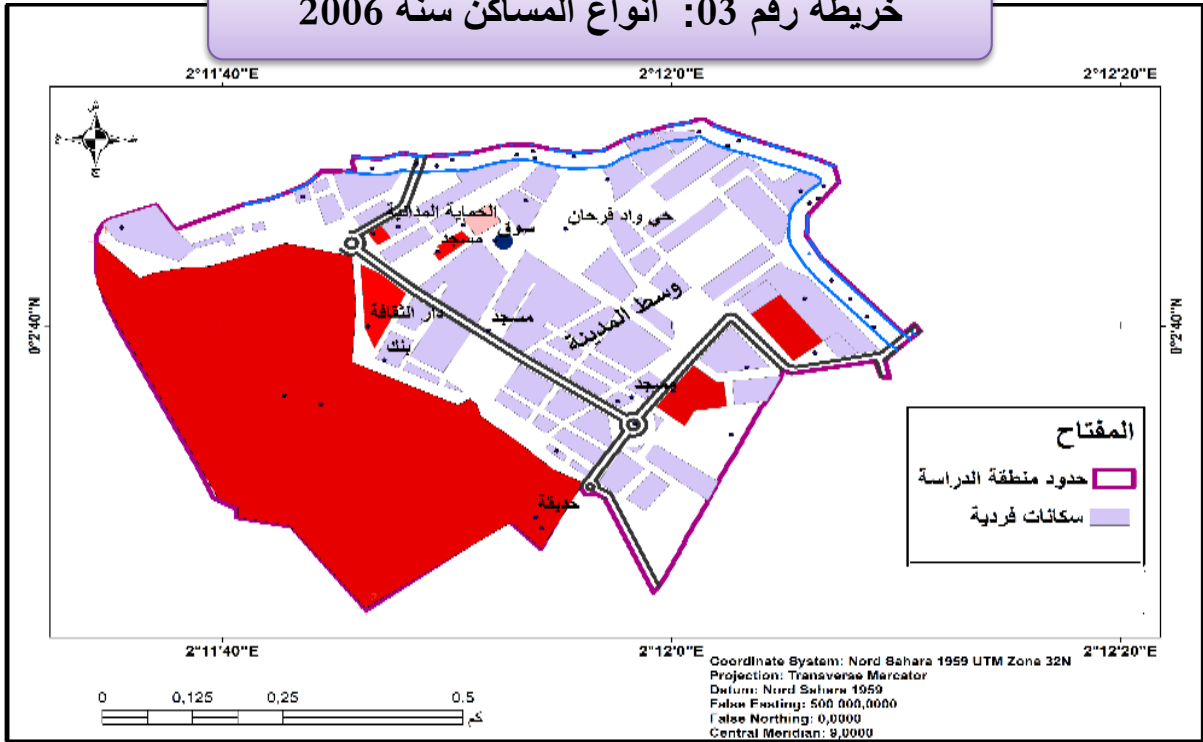 خريطة رقم 03: أنواع المساكن سنة 2006
2°11'40"E
2°12'0"E
2°12'20"E
ش
0°2'40"N
0°2'40"N
الحماية المدانية
سوق
مسجد
حي واد قرحان
دار الثقافة
بنك
مسجد
وسط المدينة
مسجد
حديقة
المفتاح
حدود منطقة الدراسة
سكانات فردية
2°11'40"E
2°12'0"E
2°12'20"E
0
0,125
0,25
0.5
كم
Coordinate System: Nord Sahara 1959 UTM Zone 32N
Projection: Transverse Mercator
Datum: Nord Sahara 1959
False Easting: 500 000,0000
False Northing: 0,0000
Central Meridian: 9,0000